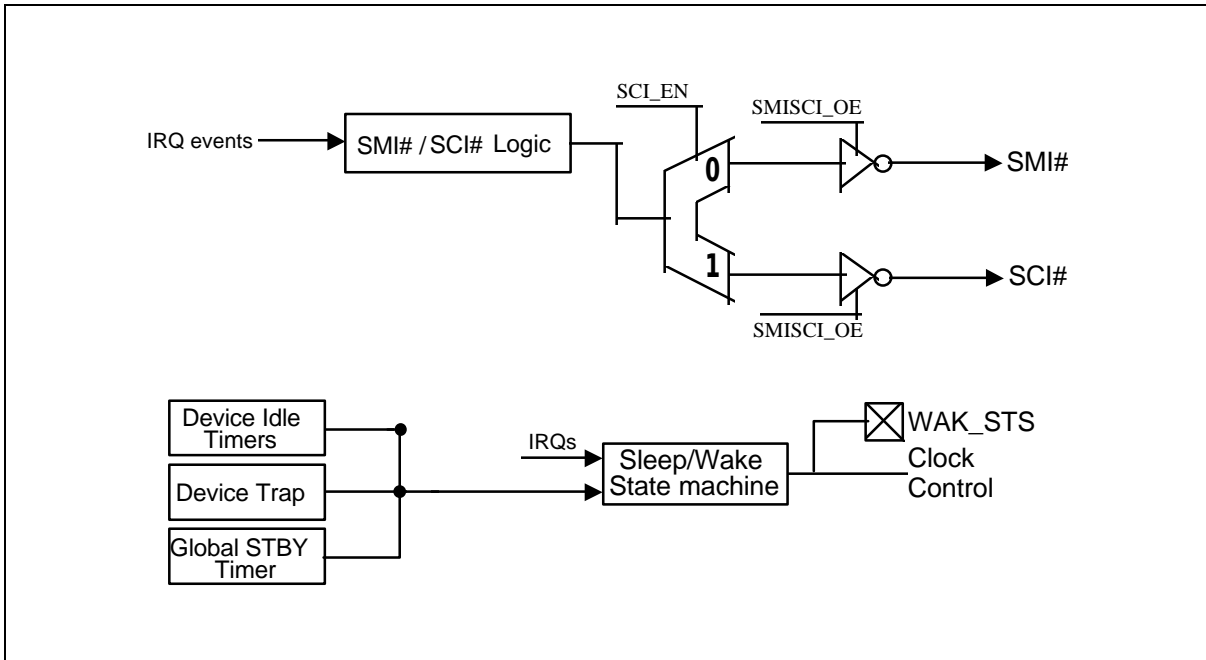 SCI_EN
SMISCI_OE
IRQ events
SMI# / SCI# Logic
0
SMI#
1
SCI#
SMISCI_OE
Device Idle
Timers
Device Trap
Global STBY
Timer
IRQs
Sleep/Wake
State machine
WAK_STS
Clock
Control